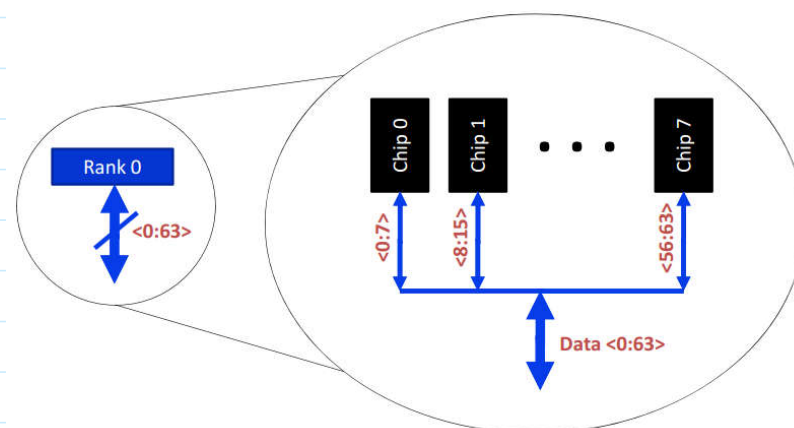 Rank 0
<0:63>
Chip 0
Chip 1
. . .
Chip 7
<0:7>
<8:15>
<56:63>
Data <0:63>